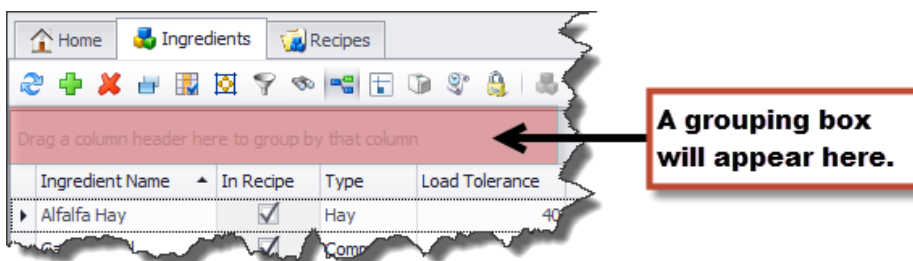 Home Ingredients Recipes
Drag a column header here to group by that column
A grouping box
will appear here.
Ingredient Name In Recipe Type Load Tolerance
Alfalfa Hay Hay 40